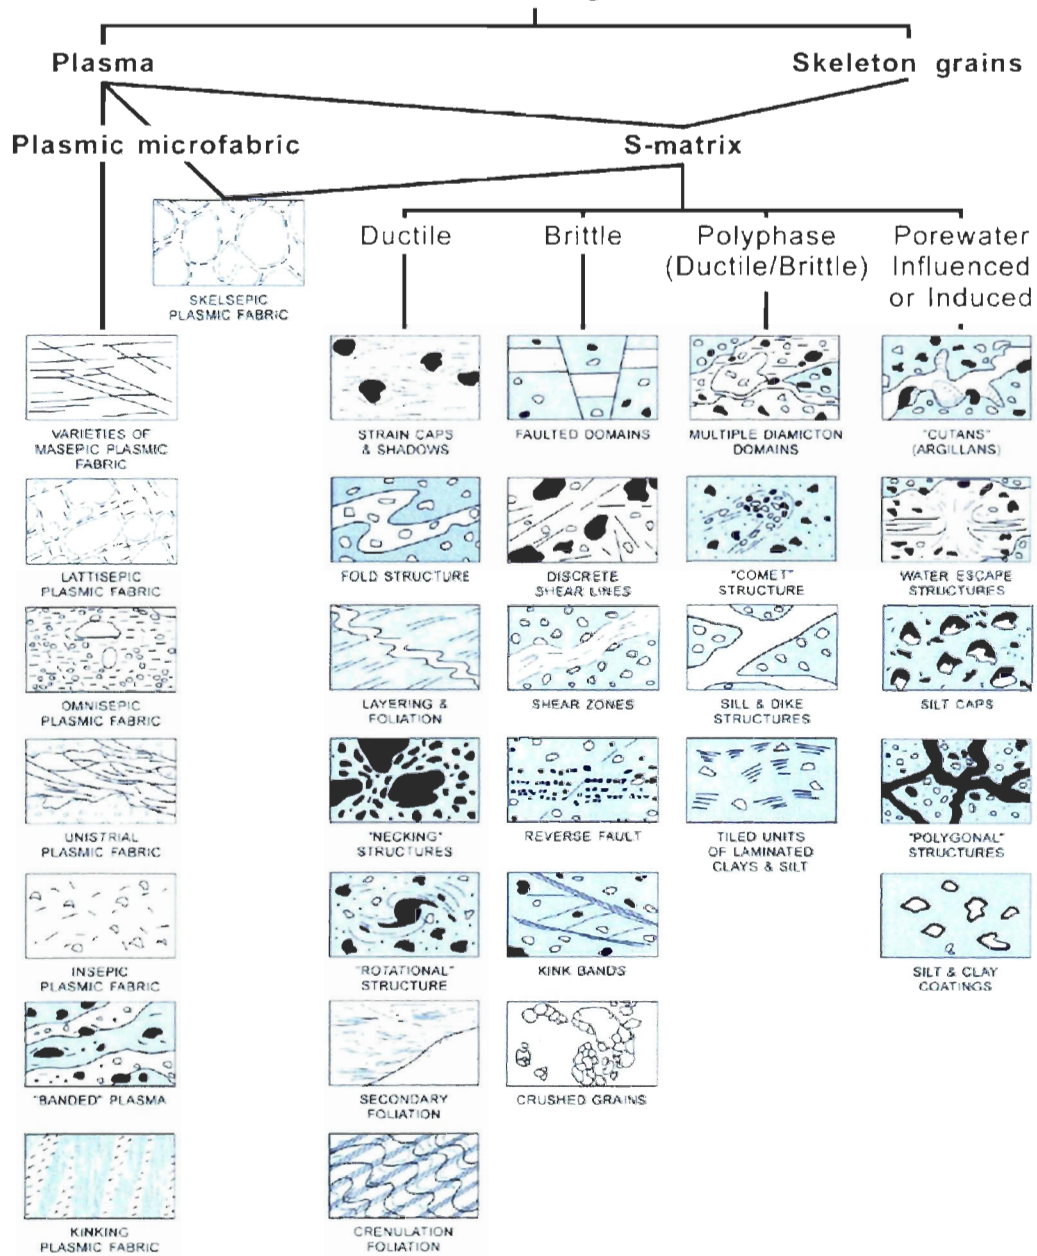 Plasma
Skeleton grains
Plasmic microfabric
S-matrix
SKELSEPIC
PLASMIC FABRIC
Ductile
Brittle
Polyphase
(Ductile/Brittle)
Porewater
Influenced
or Induced
VARIETIES OF
MASEPIC PLASMIC
FABRIC
STRAIN CAPS
& SHADOWS
FAULTED DOMAINS
MULTIPLE DIAMICTON
DOMAINS
"CUTANS"
(ARGILLANS)
LATTISEPIC
PLASMIC FABRIC
FOLD STRUCTURE
DISCRETE
SHEAR LINES
"COMET"
STRUCTURE
WATER ESCAPE
STRUCTURES
OMNISEPIC
PLASMIC FABRIC
LAYERING &
FOLIATION
SHEAR ZONES
SILL & DIKE
STRUCTURES
SILT CAPS
UNISTRIAL
PLASMIC FABRIC
"NECKING"
STRUCTURES
REVERSE FAULT
TILED UNITS
OF LAMINATED
CLAYS & SILT
"POLYGONAL"
STRUCTURES
INSEPIC
PLASMIC FABRIC
"ROTATIONAL"
STRUCTURE
KINK BANDS
SILT & CLAY
COATINGS
"BANDED" PLASMA
SECONDARY
FOLIATION
CRUSHED GRAINS
KINKING
PLASMIC FABRIC
CRENULATION
FOLIATION